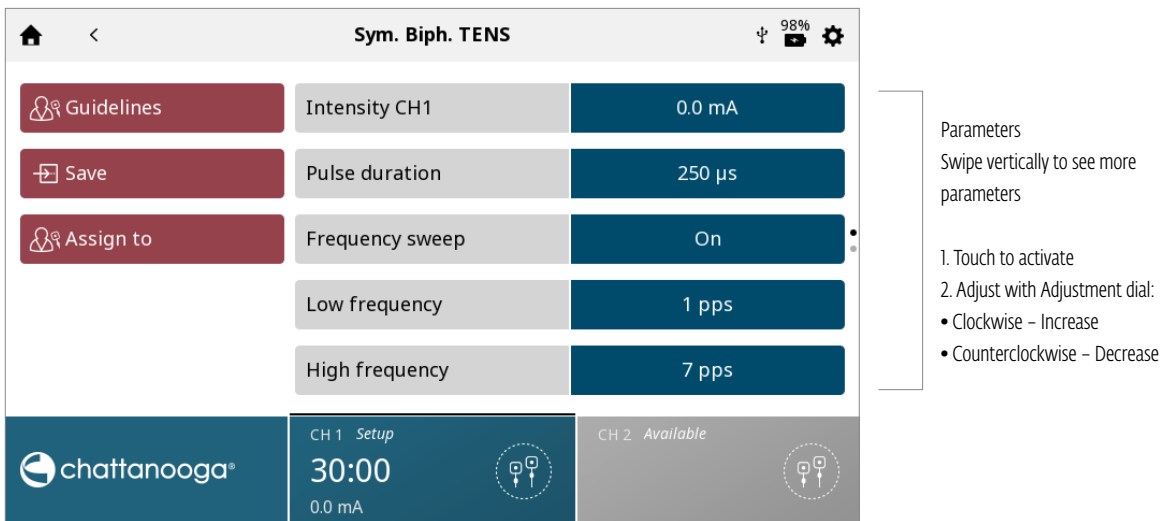 Sym. Biph. TENS
98%
Guidelines
Save
Assign to
Intensity CH1 0.0 mA
Pulse duration 250 µs
Frequency sweep On
Low frequency 1 pps
High frequency 7 pps
chattanooga®
CH 1 Setup
30:00
0.0 mA
CH 2 Available
Parameters
Swipe vertically to see more
parameters
1. Touch to activate
2. Adjust with Adjustment dial:
• Clockwise – Increase
• Counterclockwise – Decrease